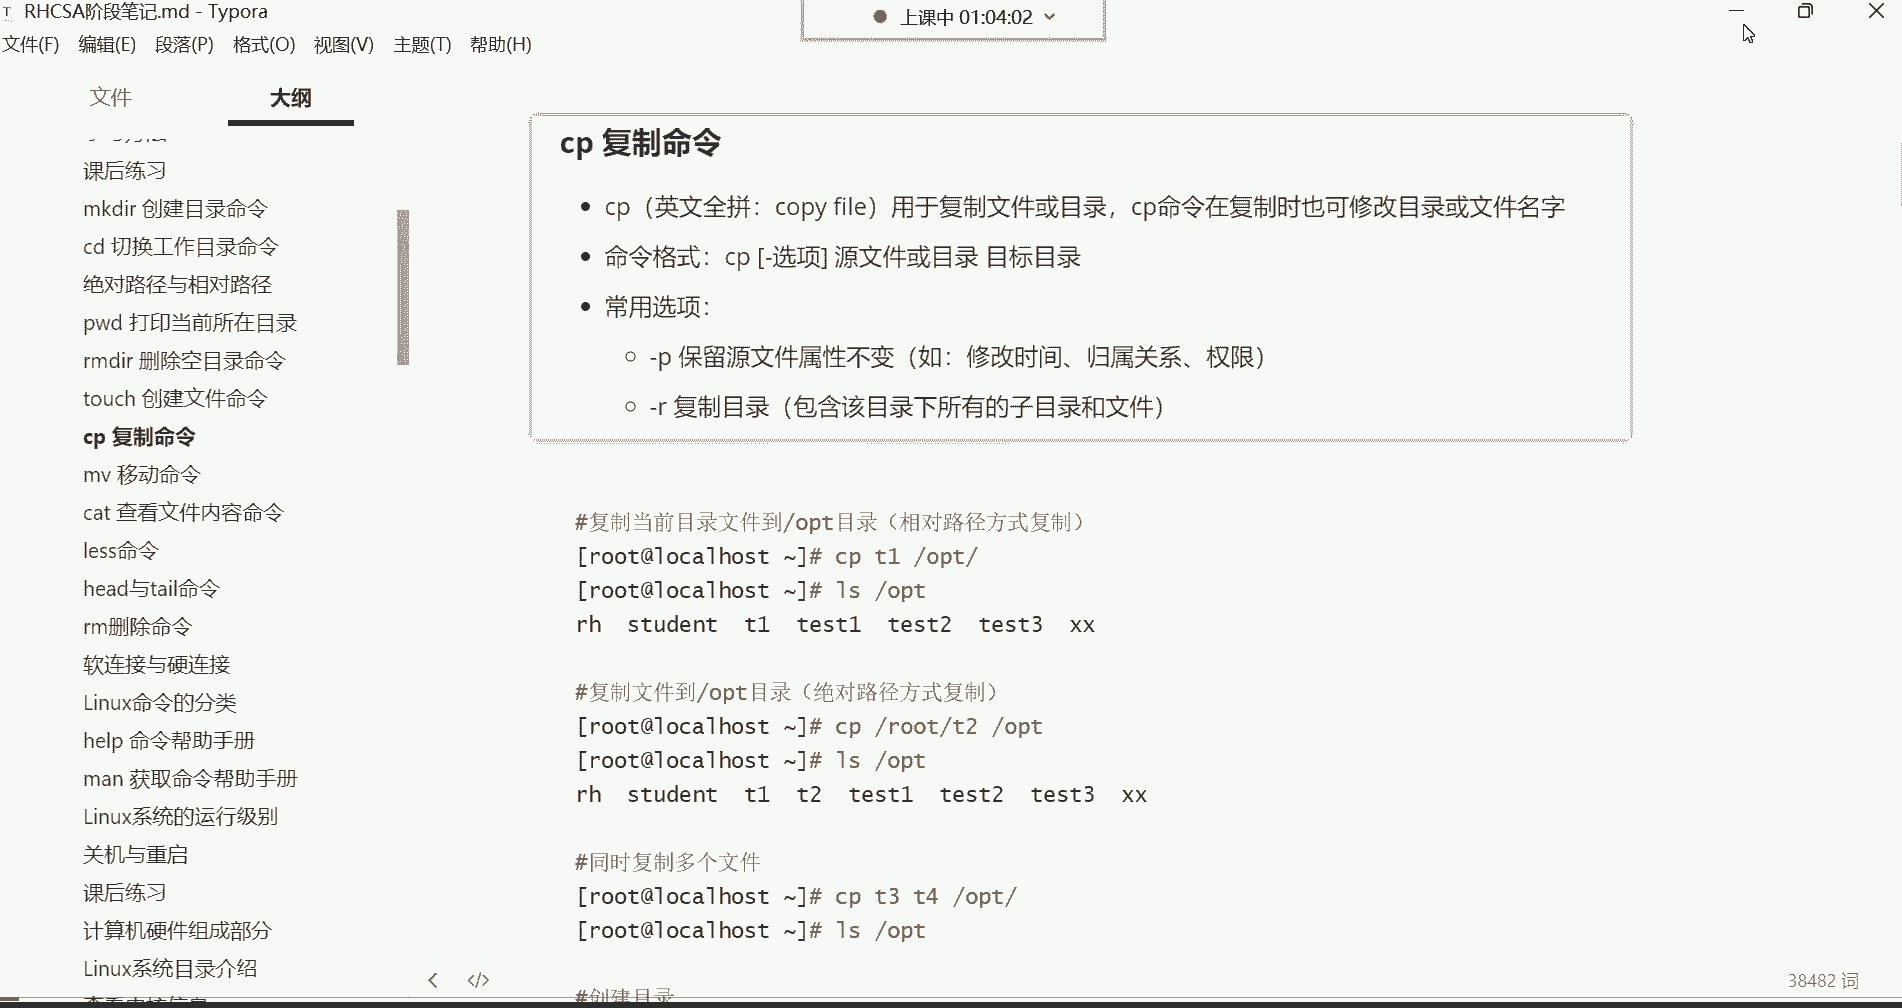 RHCSA阶段笔记.md - Typora
上课中 01:04:02
文件(F) 编辑(E) 段落(P) 格式(O) 视图(V) 主题(T) 帮助(H)
文件 大纲
课后练习
mkdir 创建目录命令
cd 切换工作目录命令
绝对路径与相对路径
pwd 打印当前所在目录
rmdir 删除空目录命令
touch 创建文件命令
cp 复制命令
mv 移动命令
cat 查看文件内容命令
less命令
head与tail命令
rm删除命令
软连接与硬连接
Linux命令的分类
help 命令帮助手册
man 获取命令帮助手册
Linux系统的运行级别
关机与重启
课后练习
计算机硬件组成部分
Linux系统目录介绍
cp 复制命令
cp（英文全拼：copy file）用于复制文件或目录，cp命令在复制时也可修改目录或文件名字
命令格式：cp [-选项] 源文件或目录 目标目录
常用选项：
-p 保留源文件属性不变（如：修改时间、归属关系、权限）
-r 复制目录（包含该目录下所有的子目录和文件）
#复制当前目录文件到/opt目录（相对路径方式复制）
[root@localhost ~]# cp t1 /opt/
[root@localhost ~]# ls /opt
rh student t1 test1 test2 test3 xx
#复制文件到/opt目录（绝对路径方式复制）
[root@localhost ~]# cp /root/t2 /opt
[root@localhost ~]# ls /opt
rh student t1 t2 test1 test2 test3 xx
#同时复制多个文件
[root@localhost ~]# cp t3 t4 /opt/
[root@localhost ~]# ls /opt
#创建目录
38482 词